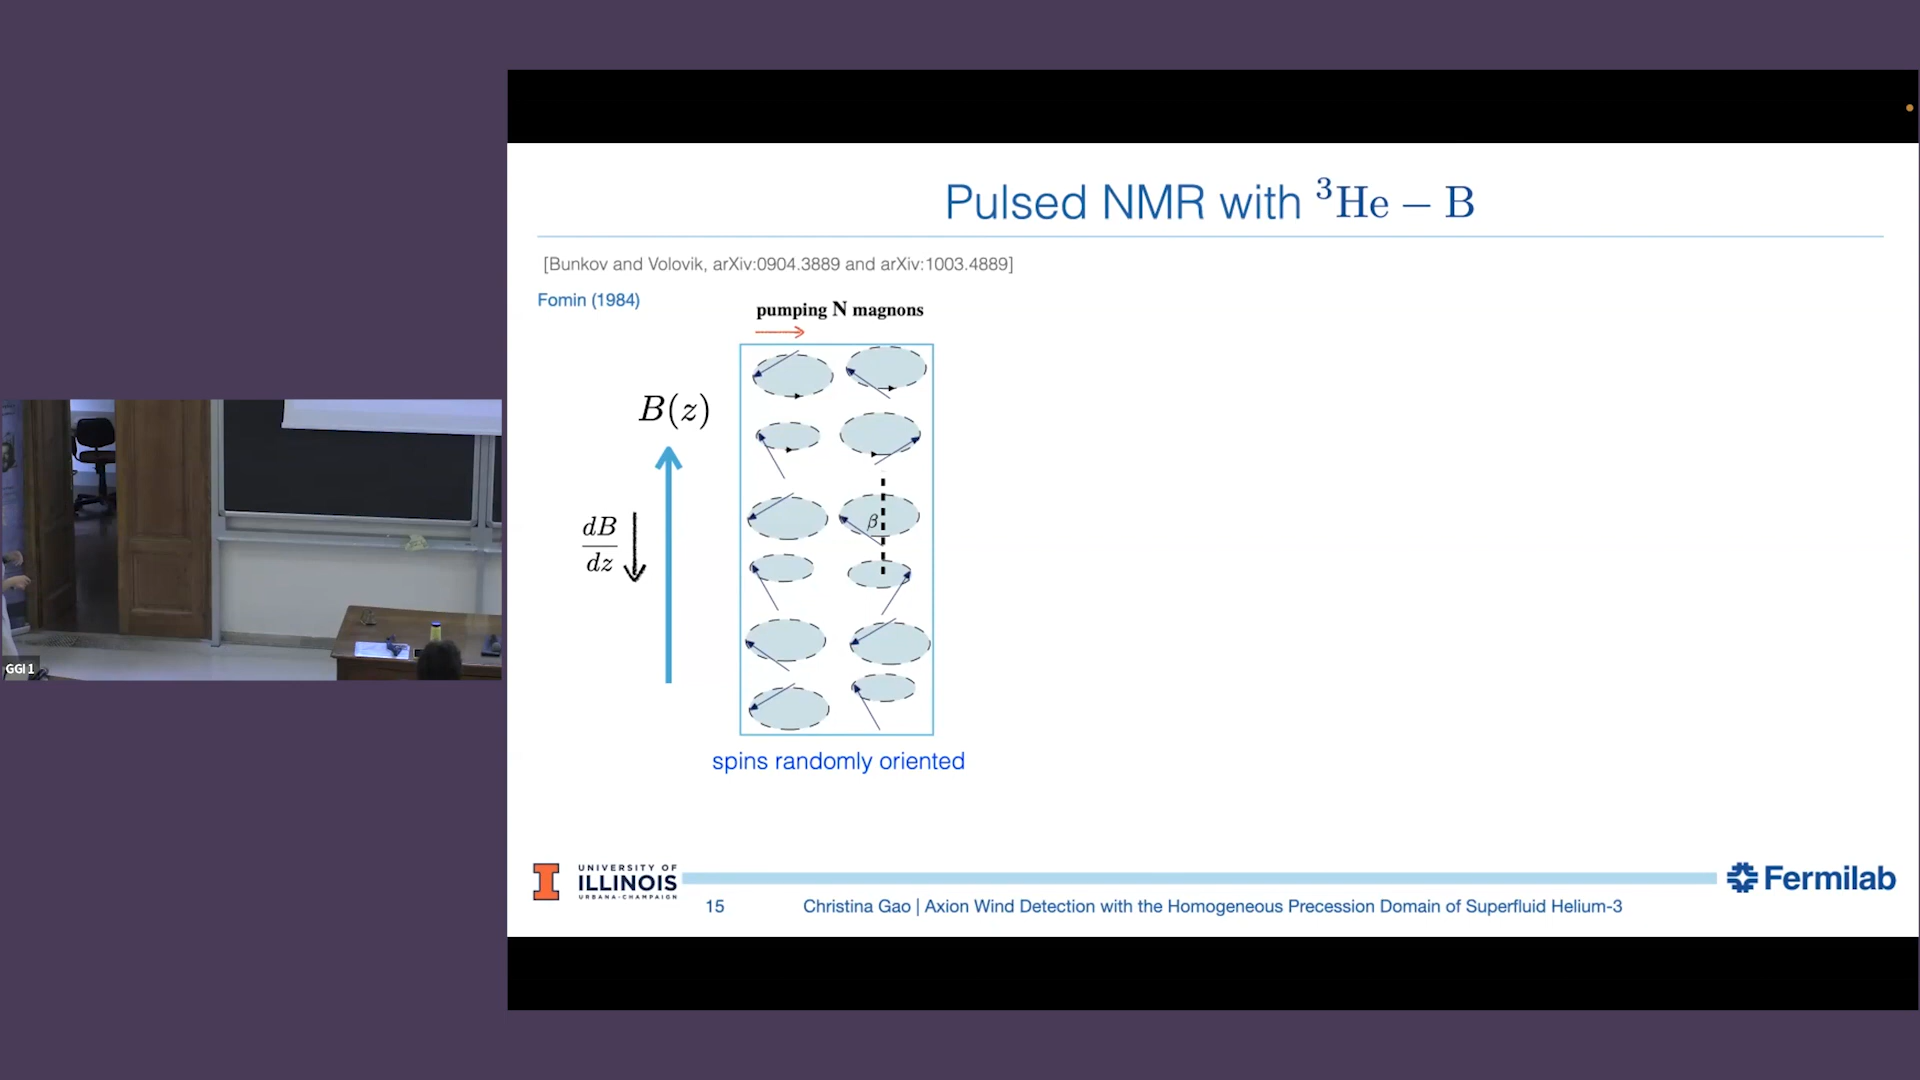 Pulsed NMR with ³He − B
[Bunkov and Volovik, arXiv:0904.3889 and arXiv:1003.4889]
Fomin (1984)
pumping N magnons
B(z)
dB
dz
β
spins randomly oriented
GGI 1
UNIVERSITY OF
ILLINOIS
URBANA-CHAMPAIGN
Fermilab
15
Christina Gao | Axion Wind Detection with the Homogeneous Precession Domain of Superfluid Helium-3